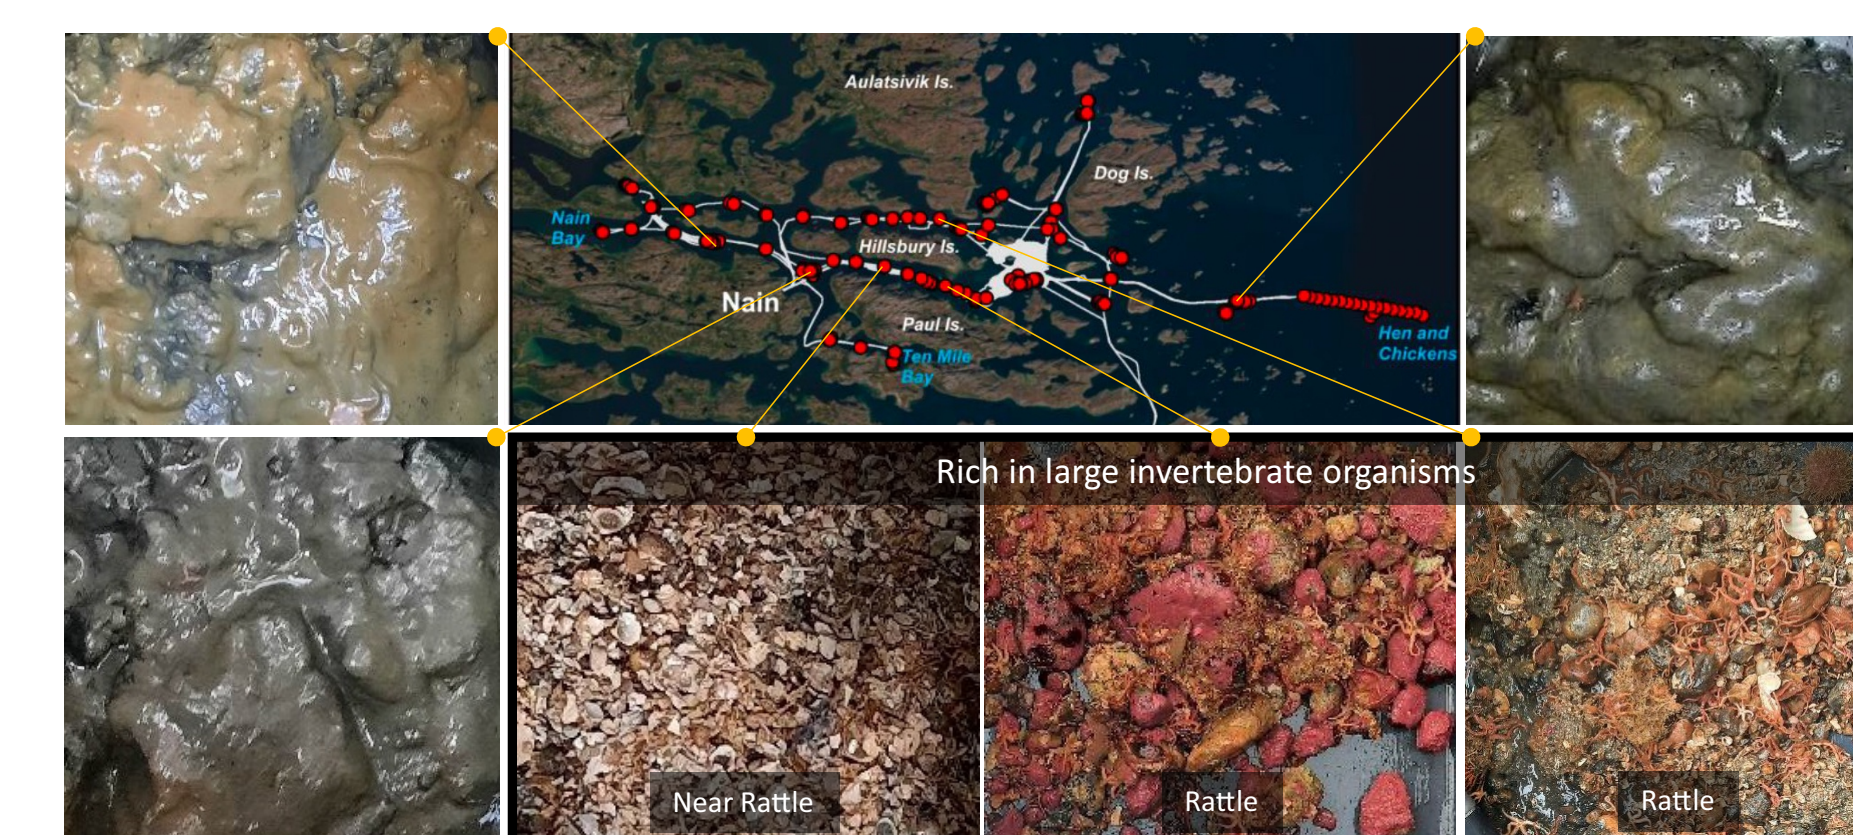 Aulatsivik Is.
Dog Is.
Nain
Bay
Hillsbury Is.
Nain
Paul Is.
Hen and
Chickens
Ten Mile
Bay
Rich in large invertebrate organisms
Near Rattle
Rattle
Rattle